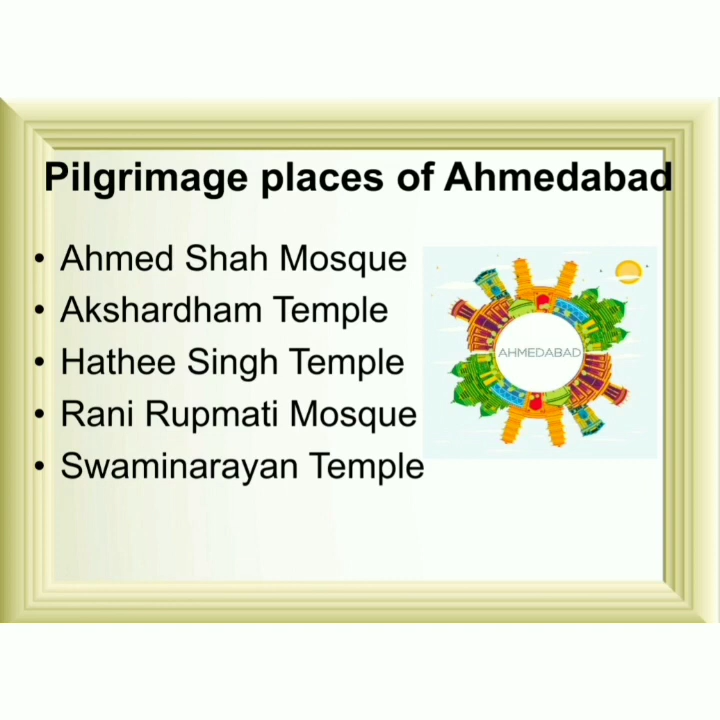 Pilgrimage places of Ahmedabad
• Ahmed Shah Mosque
• Akshardham Temple
• Hathee Singh Temple
• Rani Rupmati Mosque
• Swaminarayan Temple
AHMEDABAD